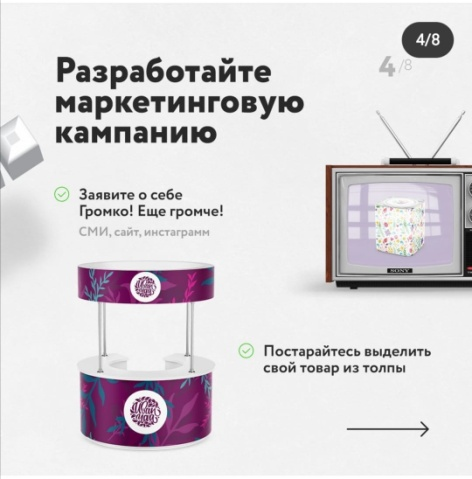 4/8
4/8
Разработайте
маркетинговую
кампанию
Заявите о себе
Громко! Еще громче!
СМИ, сайт, инстаграмм
SONY
Постарайтесь выделить
свой товар из толпы